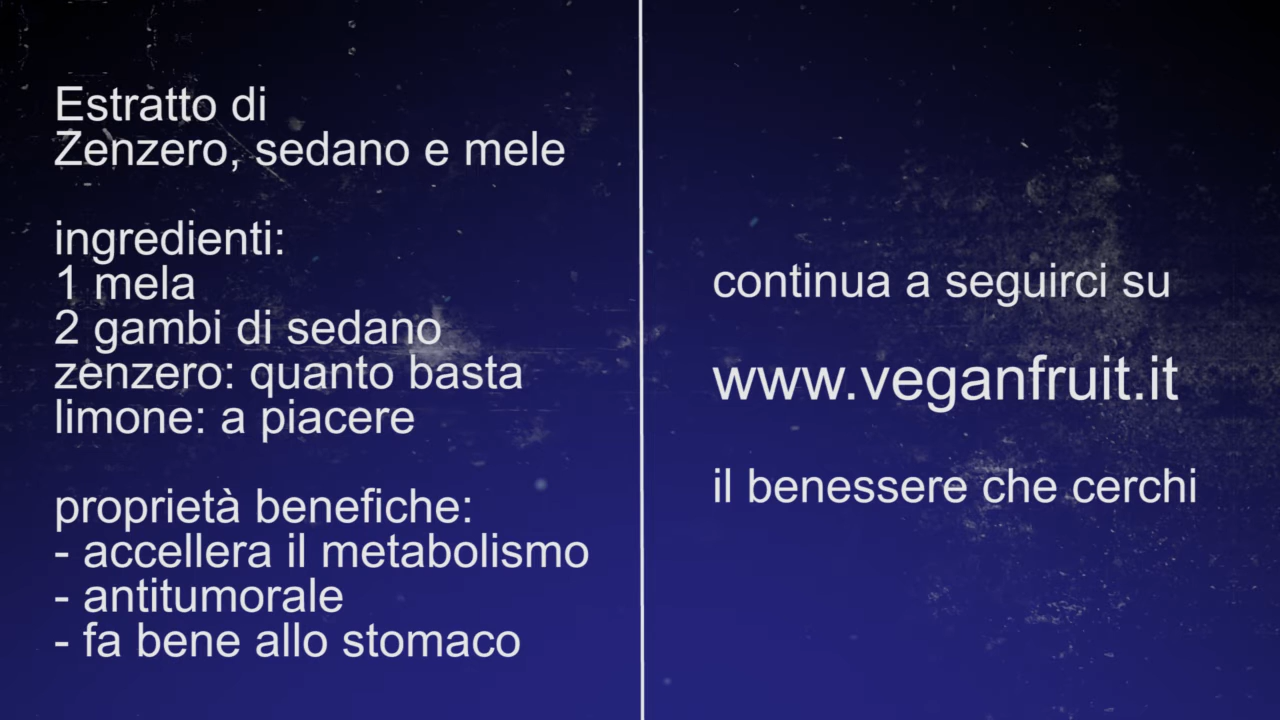 Estratto di
Zenzero, sedano e mele
ingredienti:
1 mela
2 gambi di sedano
zenzero: quanto basta
limone: a piacere
proprietà benefiche:
- accellera il metabolismo
- antitumorale
- fa bene allo stomaco
continua a seguirci su
www.veganfruit.it
il benessere che cerchi